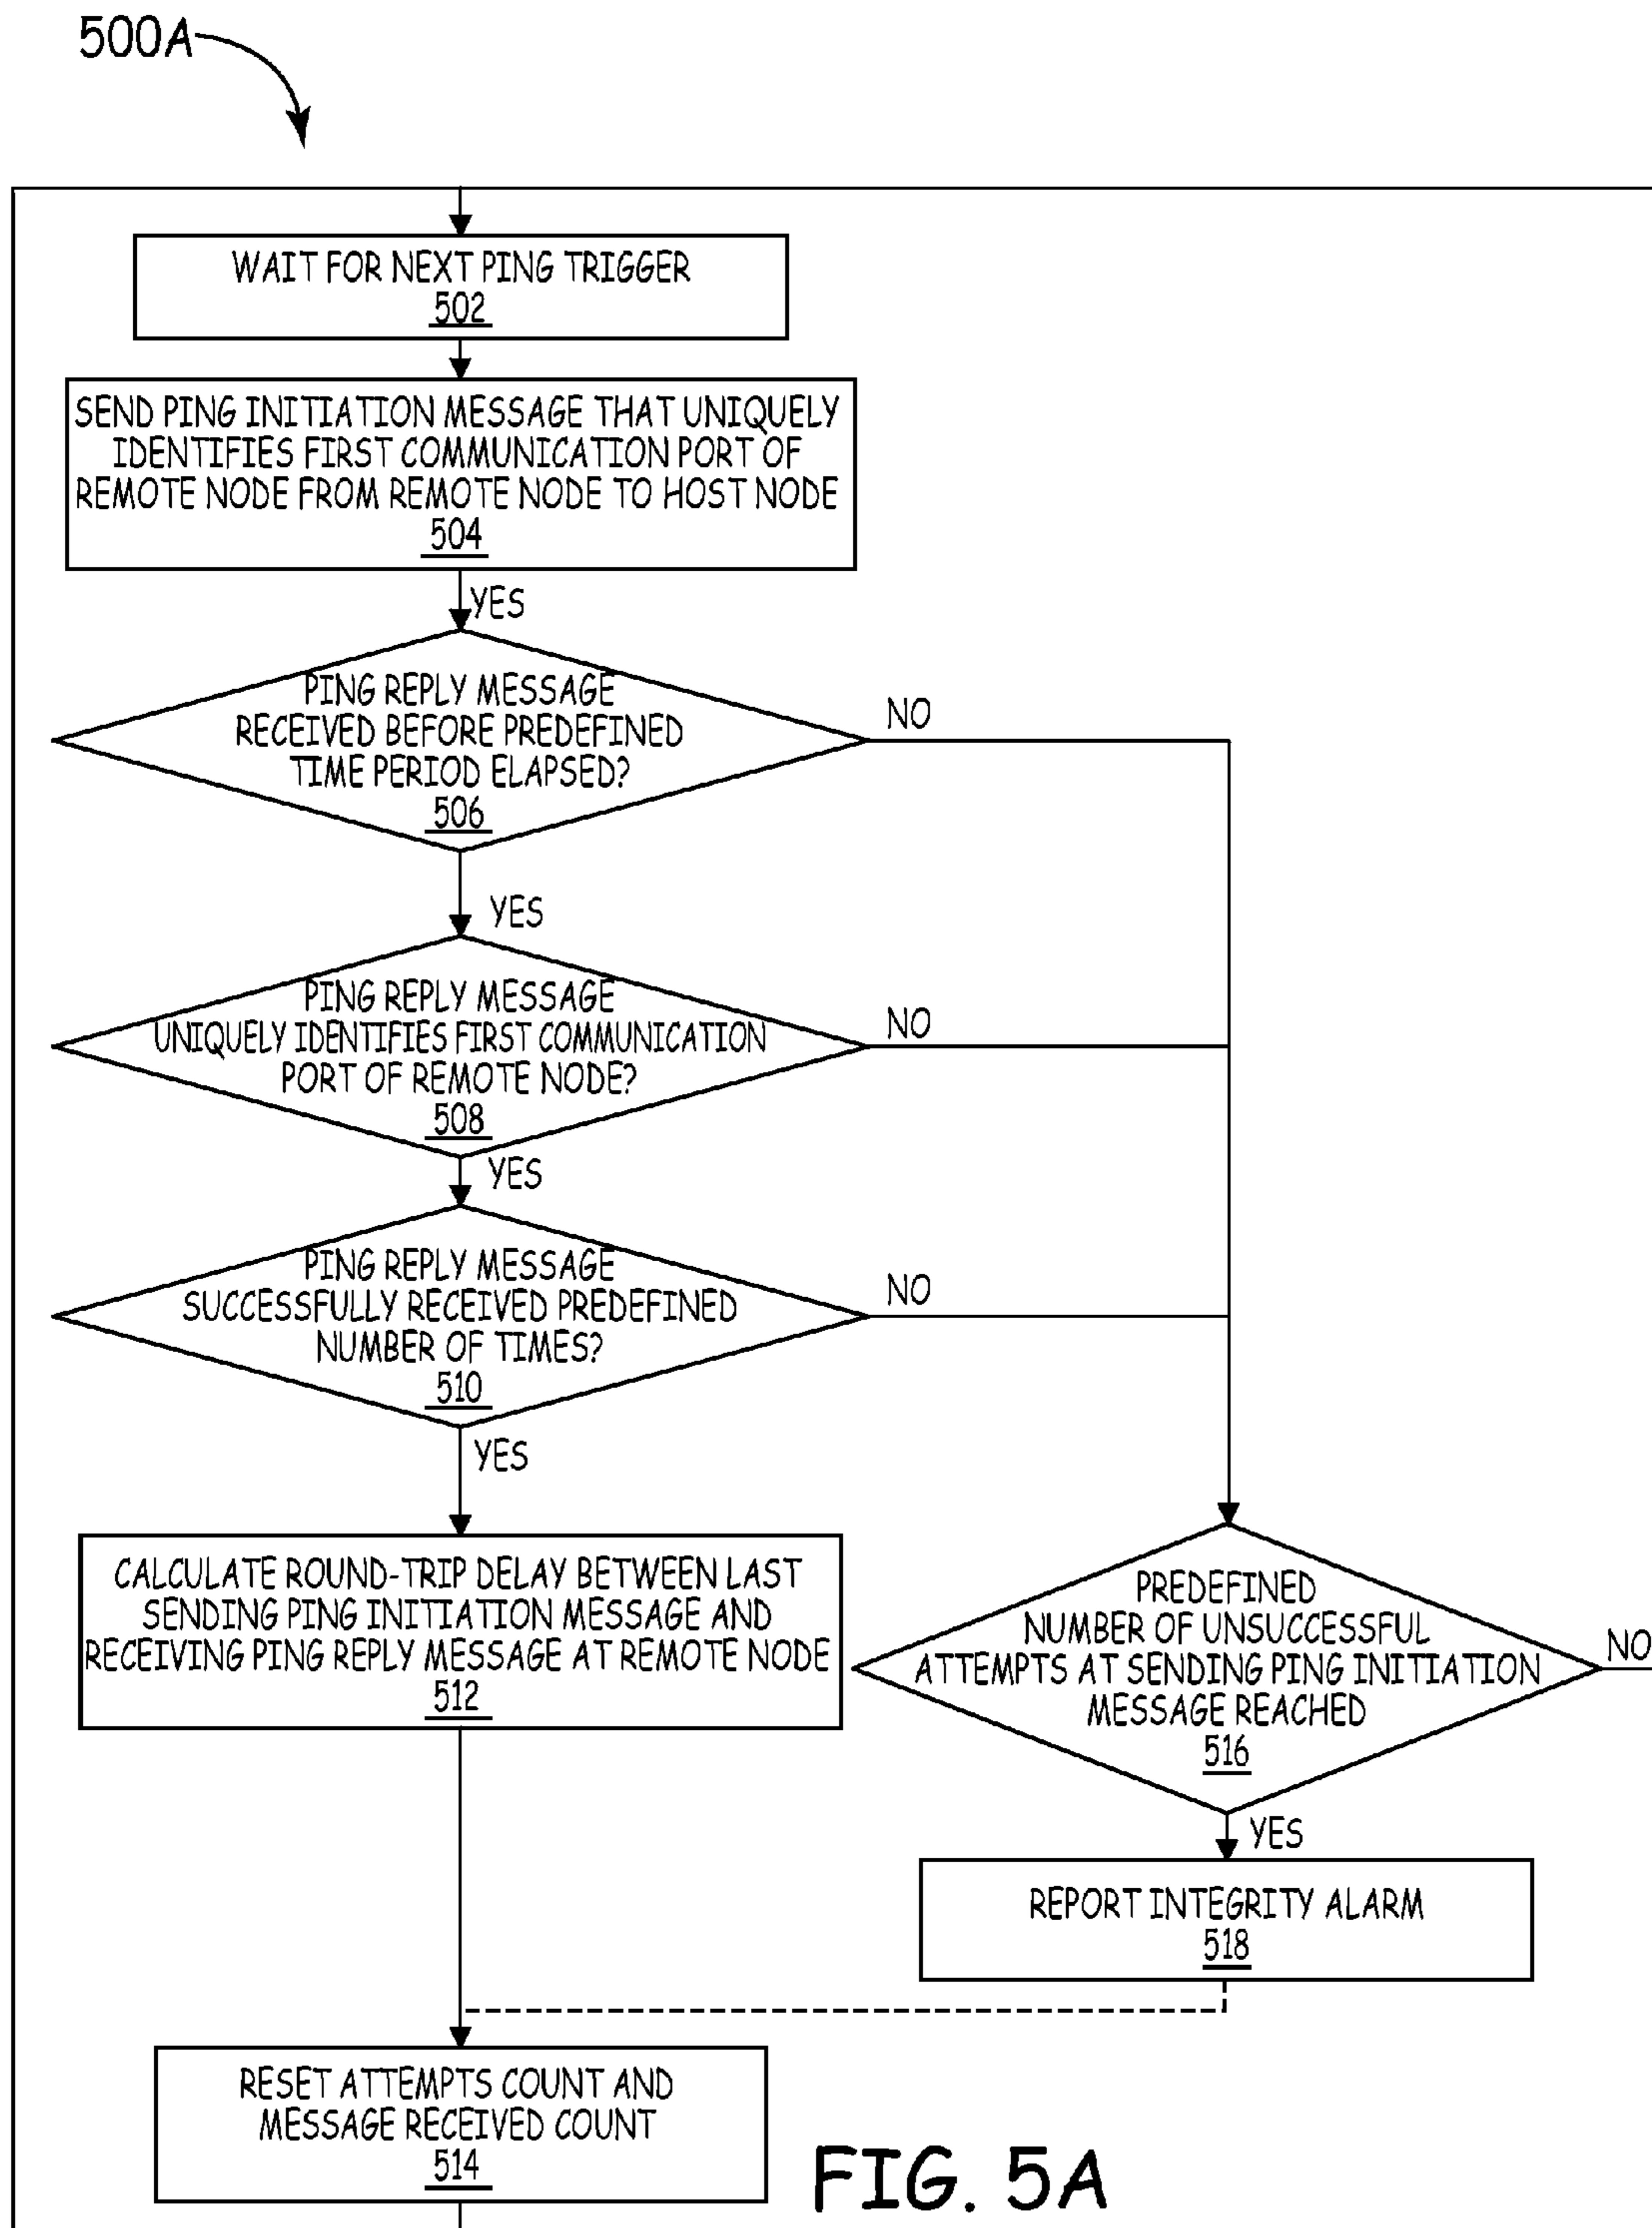 500A
WAIT FOR NEXT PING TRIGGER
502
SEND PING INITIATION MESSAGE THAT UNIQUELY
IDENTIFIES FIRST COMMUNICATION PORT OF
REMOTE NODE FROM REMOTE NODE TO HOST NODE
504
YES
PING REPLY MESSAGE
RECEIVED BEFORE PREDEFINED
TIME PERIOD ELAPSED?
506
NO
YES
PING REPLY MESSAGE
UNIQUELY IDENTIFIES FIRST COMMUNICATION
PORT OF REMOTE NODE?
508
NO
YES
PING REPLY MESSAGE
SUCCESSFULLY RECEIVED PREDEFINED
NUMBER OF TIMES?
510
NO
YES
CALCULATE ROUND-TRIP DELAY BETWEEN LAST
SENDING PING INITIATION MESSAGE AND
RECEIVING PING REPLY MESSAGE AT REMOTE NODE
512
PREDEFINED
NUMBER OF UNSUCCESSFUL
ATTEMPTS AT SENDING PING INITIATION
MESSAGE REACHED
516
NO
YES
REPORT INTEGRITY ALARM
518
RESET ATTEMPTS COUNT AND
MESSAGE RECEIVED COUNT
514
FIG. 5A